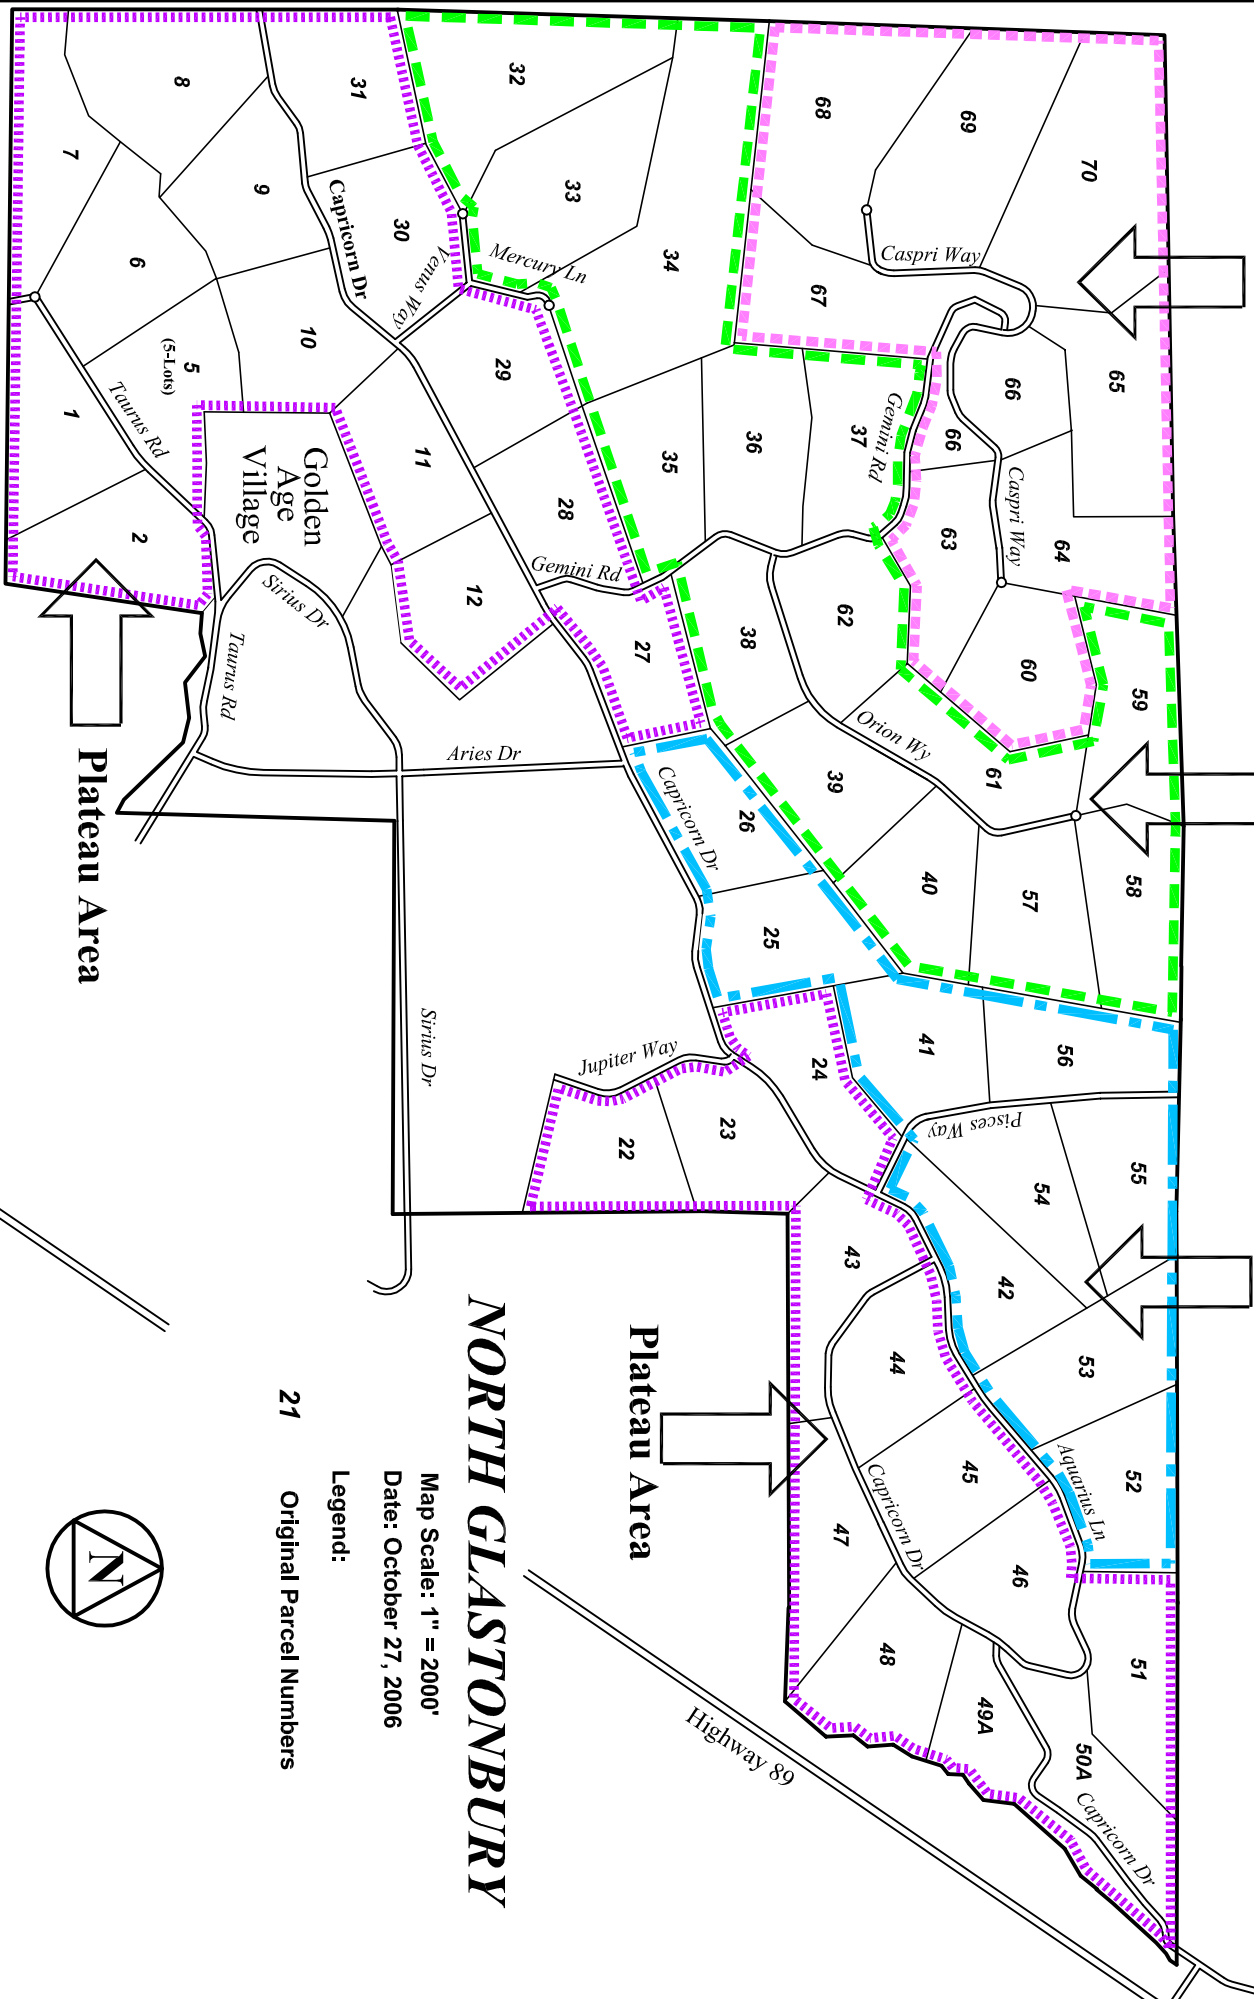 NORTH GLASTONBURY
Map Scale: 1" = 2000'
Date: October 27, 2006
Legend:
21 Original Parcel Numbers
N
Plateau Area
Plateau Area
Highway 89
Golden
Age
Village
8
7
6
5
(5-Lots)
1
2
9
10
31
30
32
33
34
29
28
11
12
27
35
36
37
38
39
40
26
25
24
23
22
41
56
55
54
42
53
52
43
44
45
46
47
48
49A
50A
51
57
58
59
60
61
62
63
64
65
66
66
67
68
69
70
Capricorn Dr
Venus Way
Mercury Ln
Taurus Rd
Taurus Rd
Sirius Dr
Sirius Dr
Aries Dr
Gemini Rd
Gemini Rd
Caspri Way
Caspri Way
Orion Wy
Capricorn Dr
Jupiter Way
Pisces Way
Aquarius Ln
Capricorn Dr
Capricorn Dr